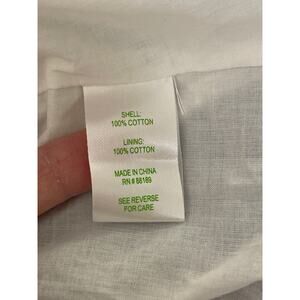 SHELL:
100% COTTON
LINING:
100% COTTON
MADE IN CHINA
RN # 88189
SEE REVERSE
FOR CARE